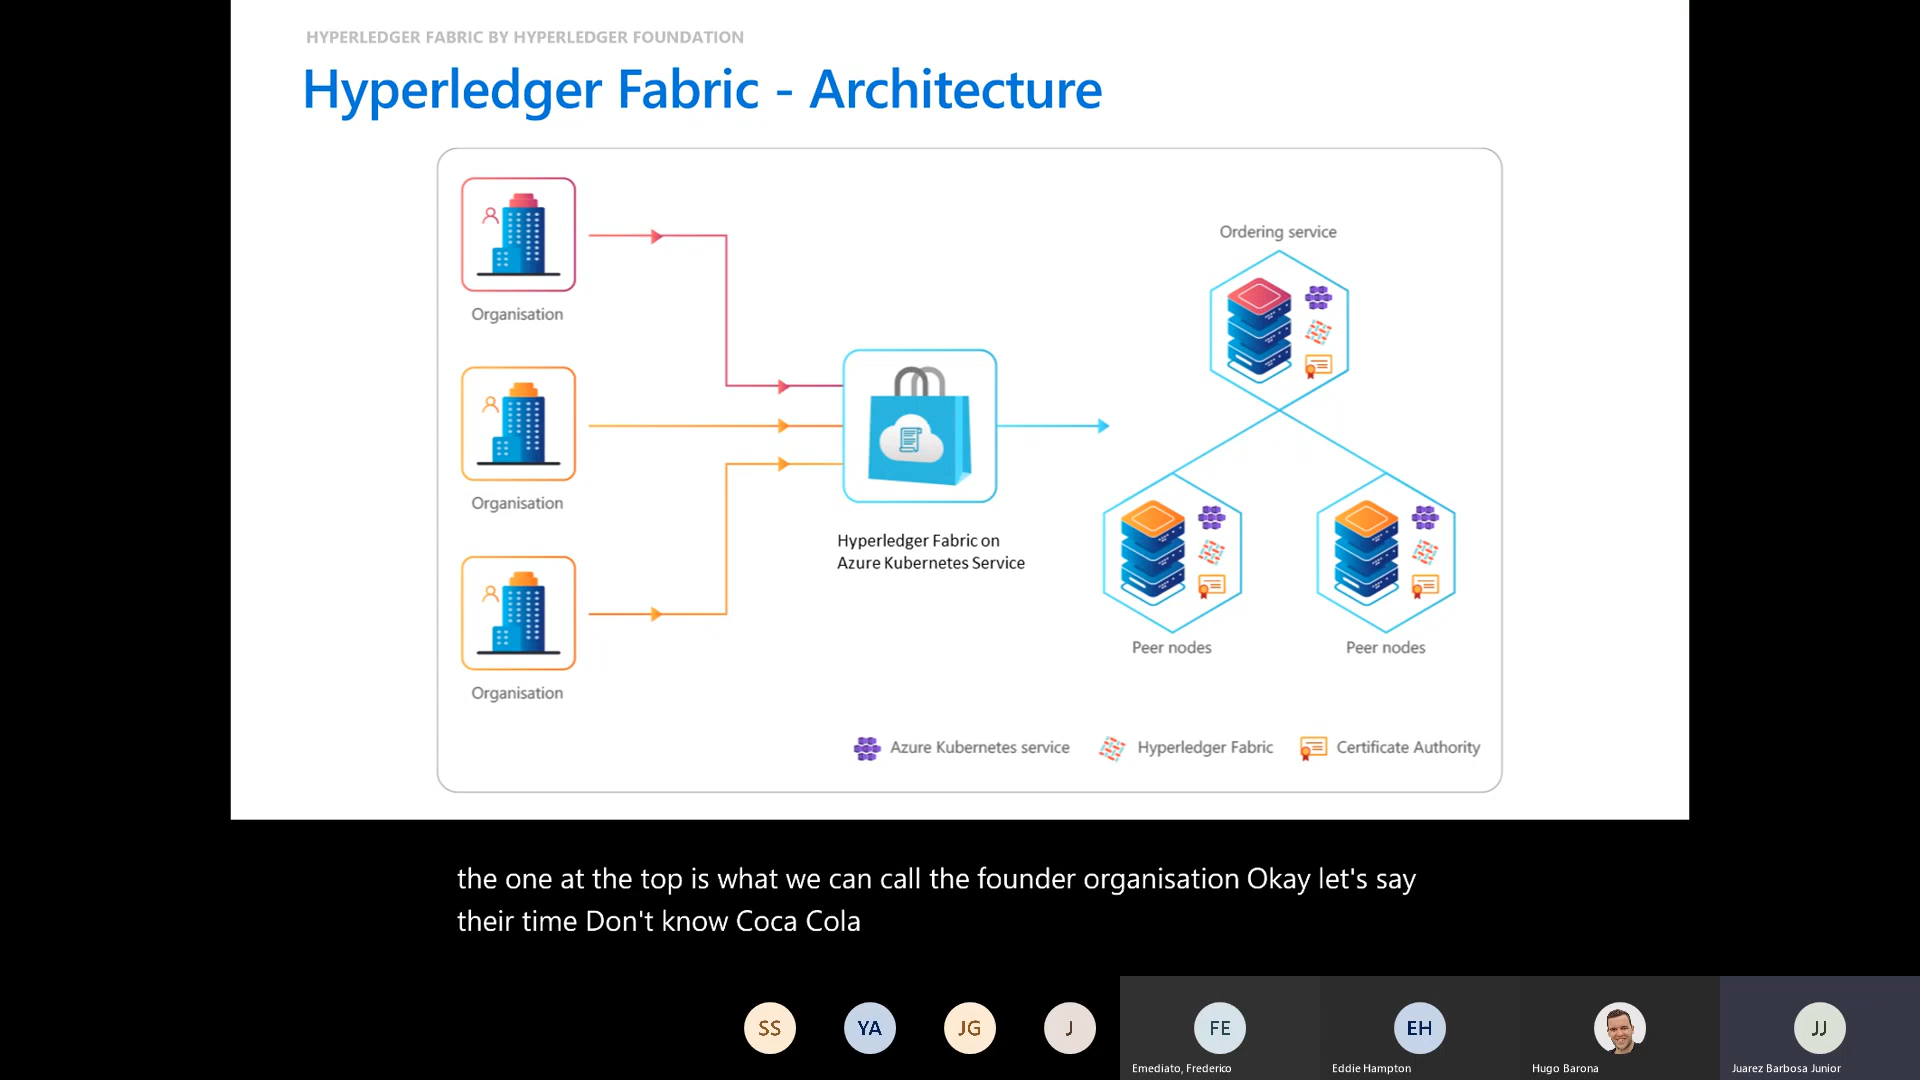 HYPERLEDGER FABRIC BY HYPERLEDGER FOUNDATION
Hyperledger Fabric - Architecture
Organisation
Organisation
Organisation
Hyperledger Fabric on
Azure Kubernetes Service
Ordering service
Peer nodes
Peer nodes
Azure Kubernetes service
Hyperledger Fabric
Certificate Authority
the one at the top is what we can call the founder organisation Okay let's say
their time Don't know Coca Cola
SS
YA
JG
J
FE
EH
JJ
Emediato, Frederico
Eddie Hampton
Hugo Barona
Juarez Barbosa Junior